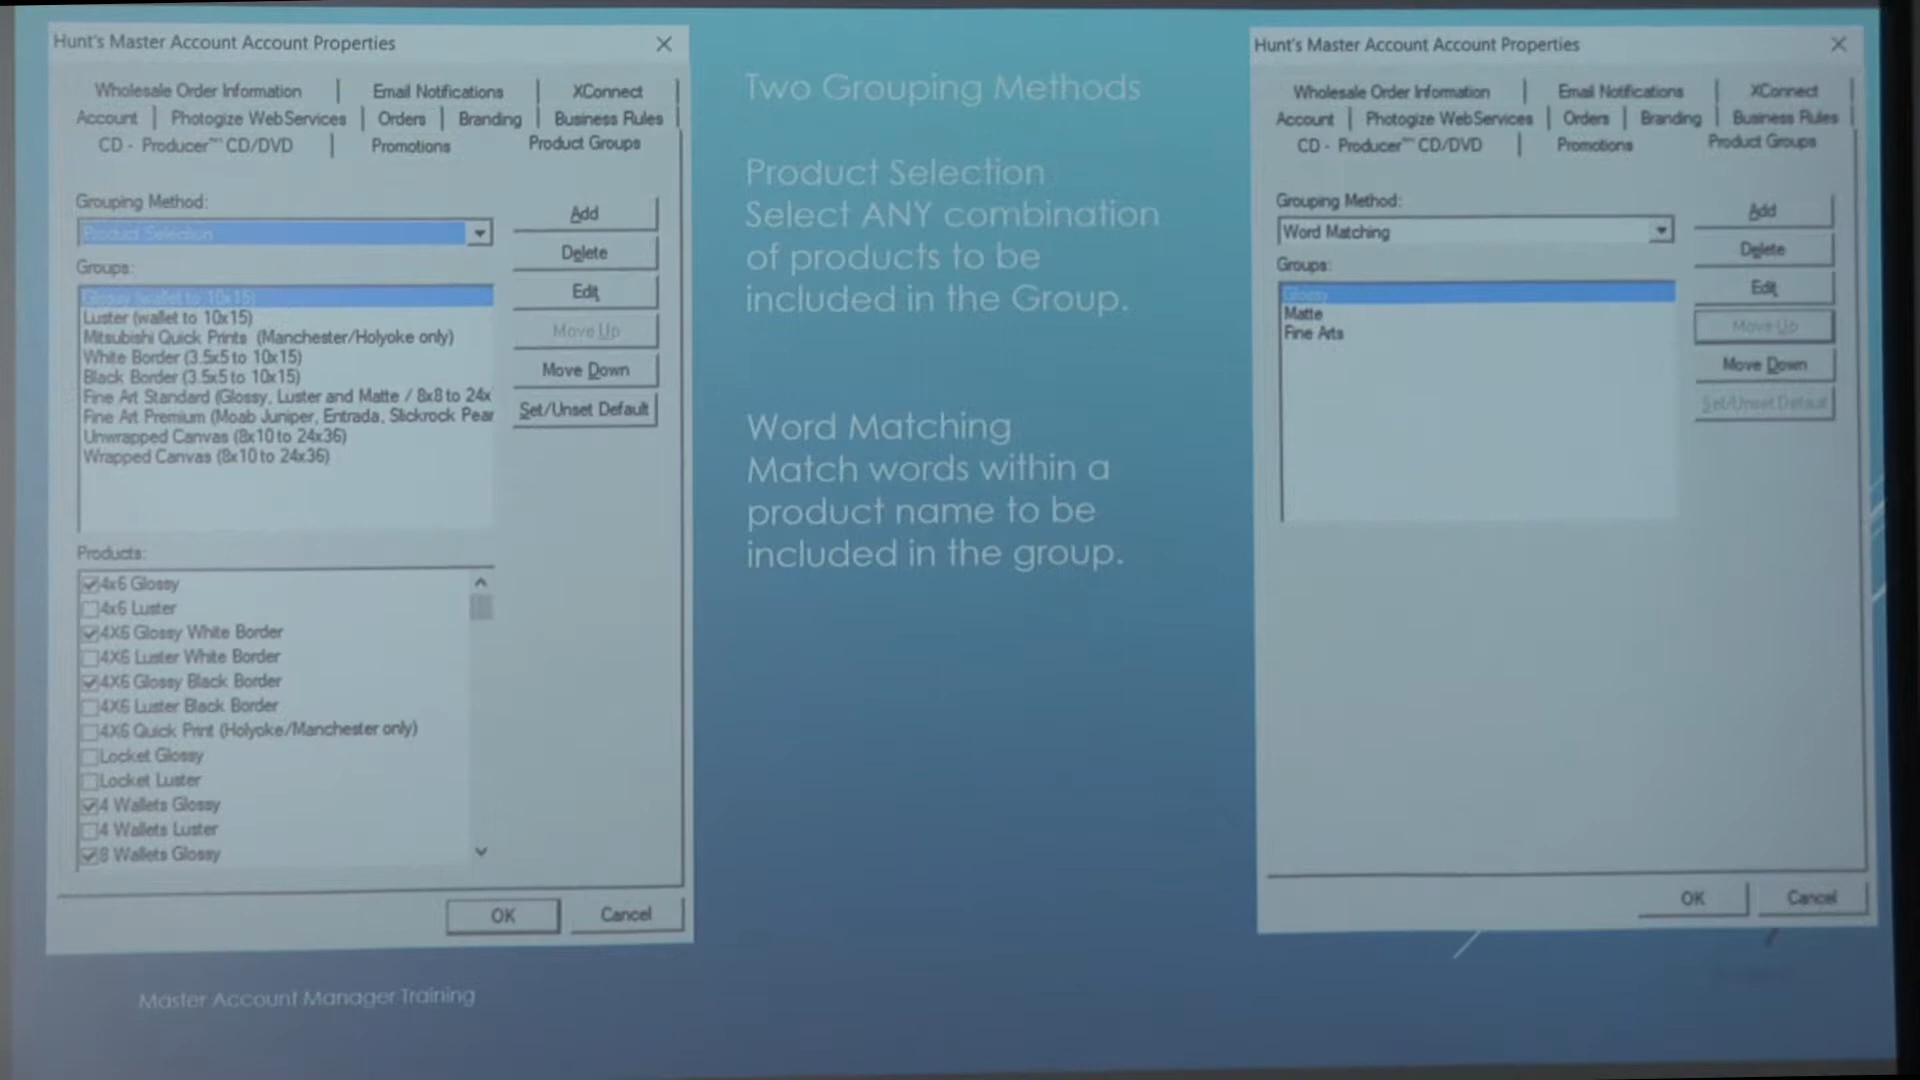 Hunt's Master Account Account Properties
Wholesale Order Information
Email Notifications
XConnect
Account
Photogize WebServices
Orders
Branding
Business Rules
CD - Producer™ CD/DVD
Promotions
Product Groups
Grouping Method:
Product Selection
Groups:
Glossy (wallet to 10x15)
Luster (wallet to 10x15)
Mitsubishi Quick Prints (Manchester/Holyoke only)
White Border (3.5x5 to 10x15)
Black Border (3.5x5 to 10x15)
Fine Art Standard (Glossy, Luster and Matte / 8x8 to 24x
Fine Art Premium (Moab Juniper, Entrada, Slickrock Pear
Unwrapped Canvas (8x10 to 24x36)
Wrapped Canvas (8x10 to 24x36)
Add
Delete
Edit
Move Up
Move Down
Set/Unset Default
Products:
4x6 Glossy
4x6 Luster
4X6 Glossy White Border
4X6 Luster White Border
4X6 Glossy Black Border
4X6 Luster Black Border
4X6 Quick Print (Holyoke/Manchester only)
Locket Glossy
Locket Luster
4 Wallets Glossy
4 Wallets Luster
8 Wallets Glossy
OK
Cancel
Two Grouping Methods
Product Selection
Select ANY combination
of products to be
included in the Group.
Word Matching
Match words within a
product name to be
included in the group.
Hunt's Master Account Account Properties
Wholesale Order Information
Email Notifications
XConnect
Account
Photogize WebServices
Orders
Branding
Business Rules
CD - Producer™ CD/DVD
Promotions
Product Groups
Grouping Method:
Word Matching
Groups:
Glossy
Matte
Fine Arts
Add
Delete
Edit
Move Up
Move Down
Set/Unset Default
OK
Cancel
Master Account Manager Training